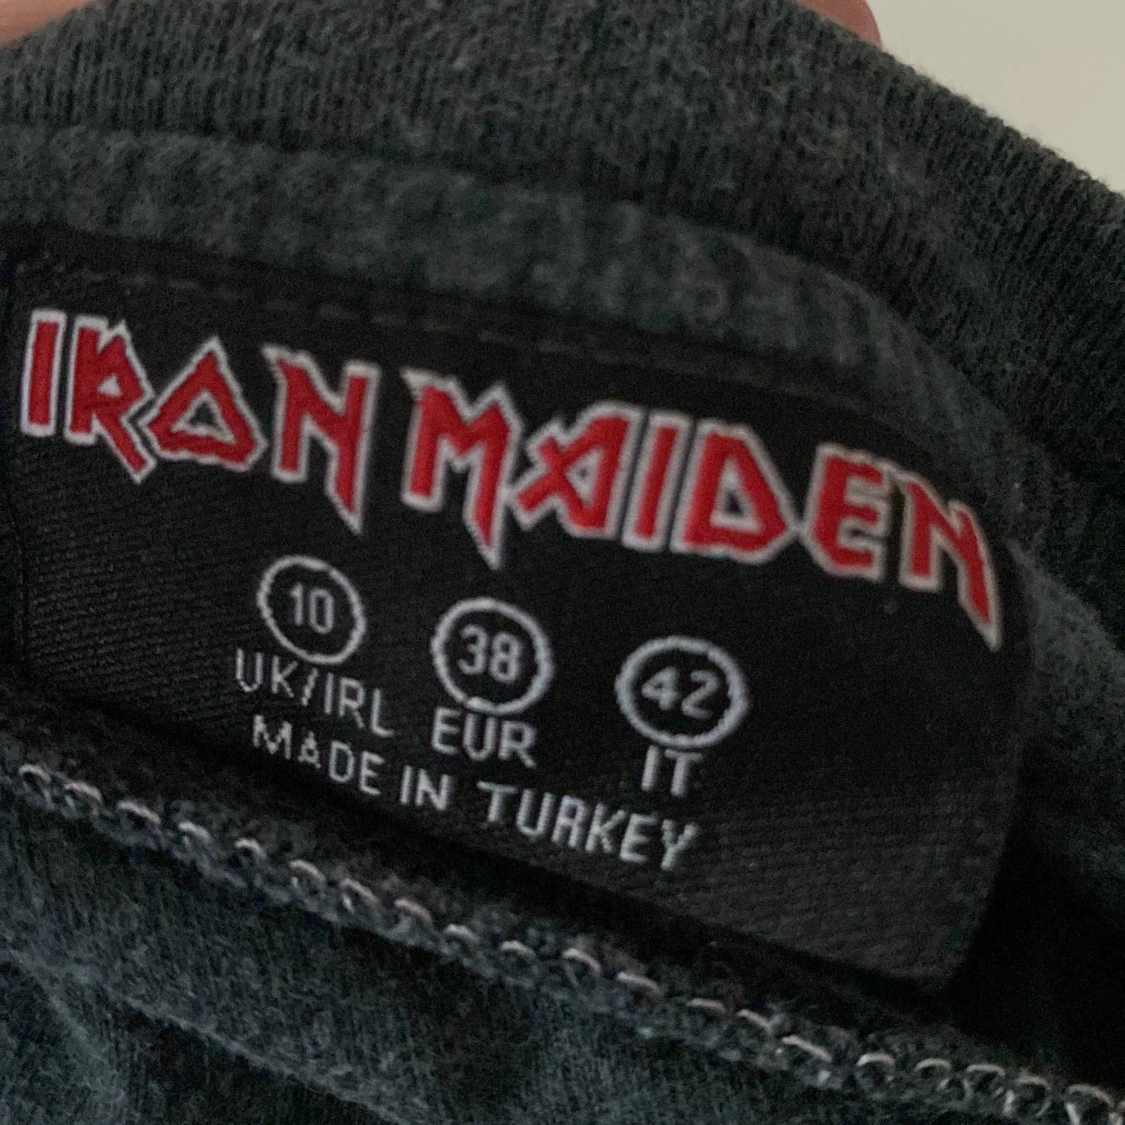 IRON MAIDEN
10 38 42
UK/IRL EUR IT
MADE IN TURKEY